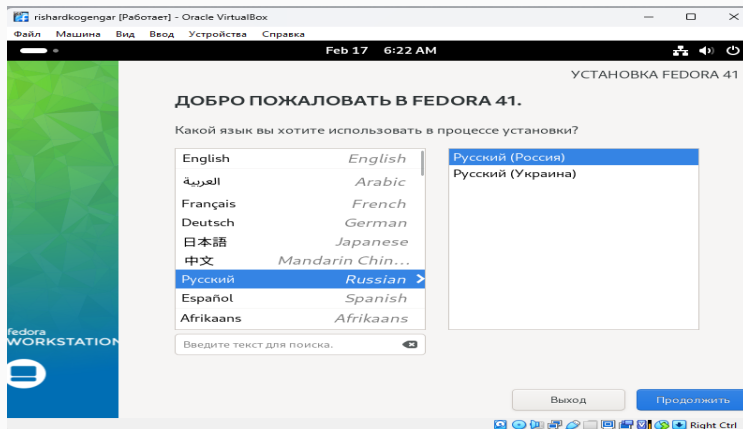 rishardkogengar [Работает] - Oracle VirtualBox
Файл Машина Вид Ввод Устройства Справка
Feb 17 6:22 AM
УСТАНОВКА FEDORA 41
ДОБРО ПОЖАЛОВАТЬ В FEDORA 41.
Какой язык вы хотите использовать в процессе установки?
English English
العربية Arabic
Français French
Deutsch German
日本語 Japanese
中文 Mandarin Chin...
Русский Russian
Español Spanish
Afrikaans Afrikaans
Русский (Россия)
Русский (Украина)
Введите текст для поиска.
fedora
WORKSTATION
Выход Продолжить
Right Ctrl